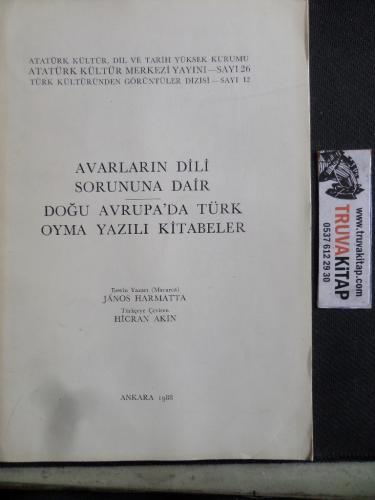 ATATÜRK KÜLTÜR, DİL VE TARİH YÜKSEK KURUMU
ATATÜRK KÜLTÜR MERKEZİ YAYINI—SAYI 26
TÜRK KÜLTÜRÜNDEN GÖRÜNTÜLER DİZİSİ—SAYI 12
AVARLARIN DİLİ
SORUNUNA DAİR
DOĞU AVRUPA'DA TÜRK
OYMA YAZILI KİTABELER
Eserin Yazarı (Macarca)
JÁNOS HARMATTA
Türkçeye Çeviren
HİCRAN AKIN
ANKARA 1988
www.truvakitap.com
TRUVAKİTAP
0537 612 29 30